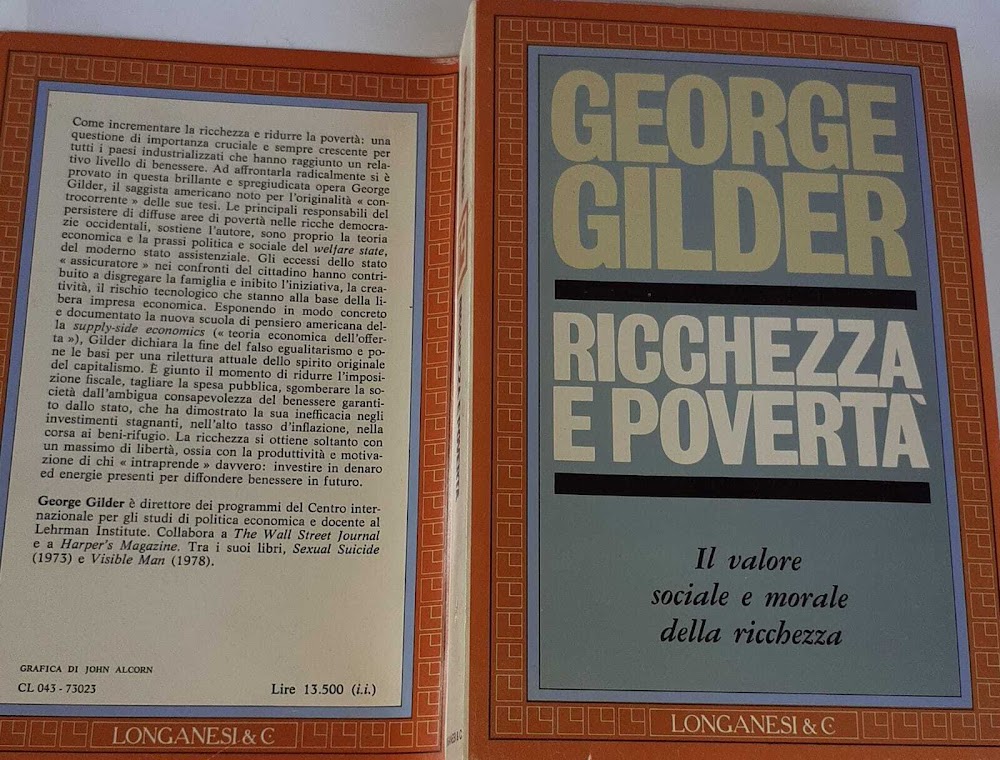 Come incrementare la ricchezza e ridurre la povertà: una
questione di importanza cruciale e sempre crescente per
tutti i paesi industrializzati che hanno raggiunto un rela-
tivo livello di benessere. Ad affrontarla radicalmente si è
provato in questa brillante e spregiudicata opera George
Gilder, il saggista americano noto per l'originalità « con-
trocorrente » delle sue tesi. Le principali responsabili del
persistere di diffuse aree di povertà nelle ricche democra-
zie occidentali, sostiene l'autore, sono proprio la teoria
economica e la prassi politica e sociale del welfare state,
del moderno stato assistenziale. Gli eccessi dello stato
« assicuratore » nei confronti del cittadino hanno contri-
buito a disgregare la famiglia e inibito l'iniziativa, la crea-
tività, il rischio tecnologico che stanno alla base della li-
bera impresa economica. Esponendo in modo concreto
e documentato la nuova scuola di pensiero americana del-
la supply-side economics (« teoria economica dell'offer-
ta »), Gilder dichiara la fine del falso egualitarismo e po-
ne le basi per una rilettura attuale dello spirito originale
del capitalismo. È giunto il momento di ridurre l'imposi-
zione fiscale, tagliare la spesa pubblica, sgomberare la so-
cietà dall'ambigua consapevolezza del benessere garanti-
to dallo stato, che ha dimostrato la sua inefficacia negli
investimenti stagnanti, nell'alto tasso d'inflazione, nella
corsa ai beni-rifugio. La ricchezza si ottiene soltanto con
un massimo di libertà, ossia con la produttività e motiva-
zione di chi « intraprende » davvero: investire in denaro
ed energie presenti per diffondere benessere in futuro.
George Gilder è direttore dei programmi del Centro inter-
nazionale per gli studi di politica economica e docente al
Lehrman Institute. Collabora a The Wall Street Journal
e a Harper's Magazine. Tra i suoi libri, Sexual Suicide
(1973) e Visible Man (1978).
GRAFICA DI JOHN ALCORN
CL 043 - 73023
Lire 13.500 (i.i.)
LONGANESI & C.
GEORGE
GILDER
RICCHEZZA
E POVERTÀ
Il valore
sociale e morale
della ricchezza
LONGANESI & C.